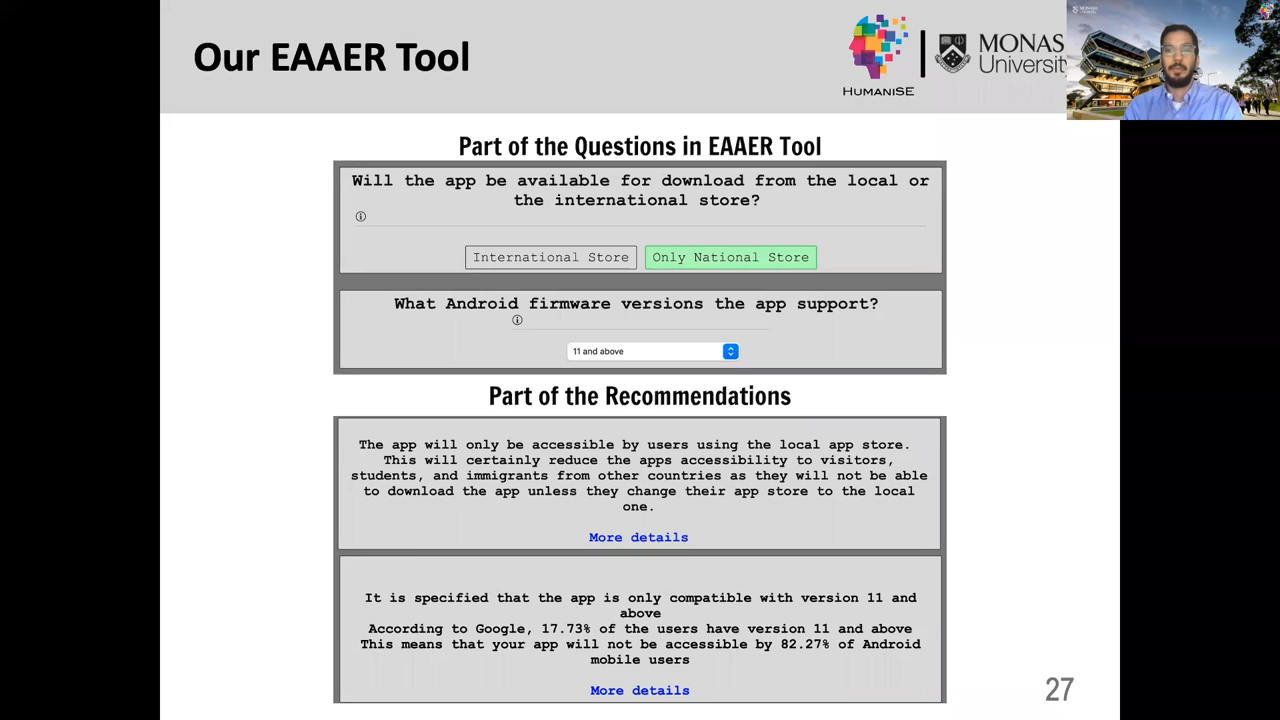 Our EAAER Tool
HUMANISE
MONAS
University
Part of the Questions in EAAER Tool
Will the app be available for download from the local or
the international store?
International Store
Only National Store
What Android firmware versions the app support?
11 and above
Part of the Recommendations
The app will only be accessible by users using the local app store.
This will certainly reduce the apps accessibility to visitors,
students, and immigrants from other countries as they will not be able
to download the app unless they change their app store to the local
one.
More details
It is specified that the app is only compatible with version 11 and
above
According to Google, 17.73% of the users have version 11 and above
This means that your app will not be accessible by 82.27% of Android
mobile users
More details
27